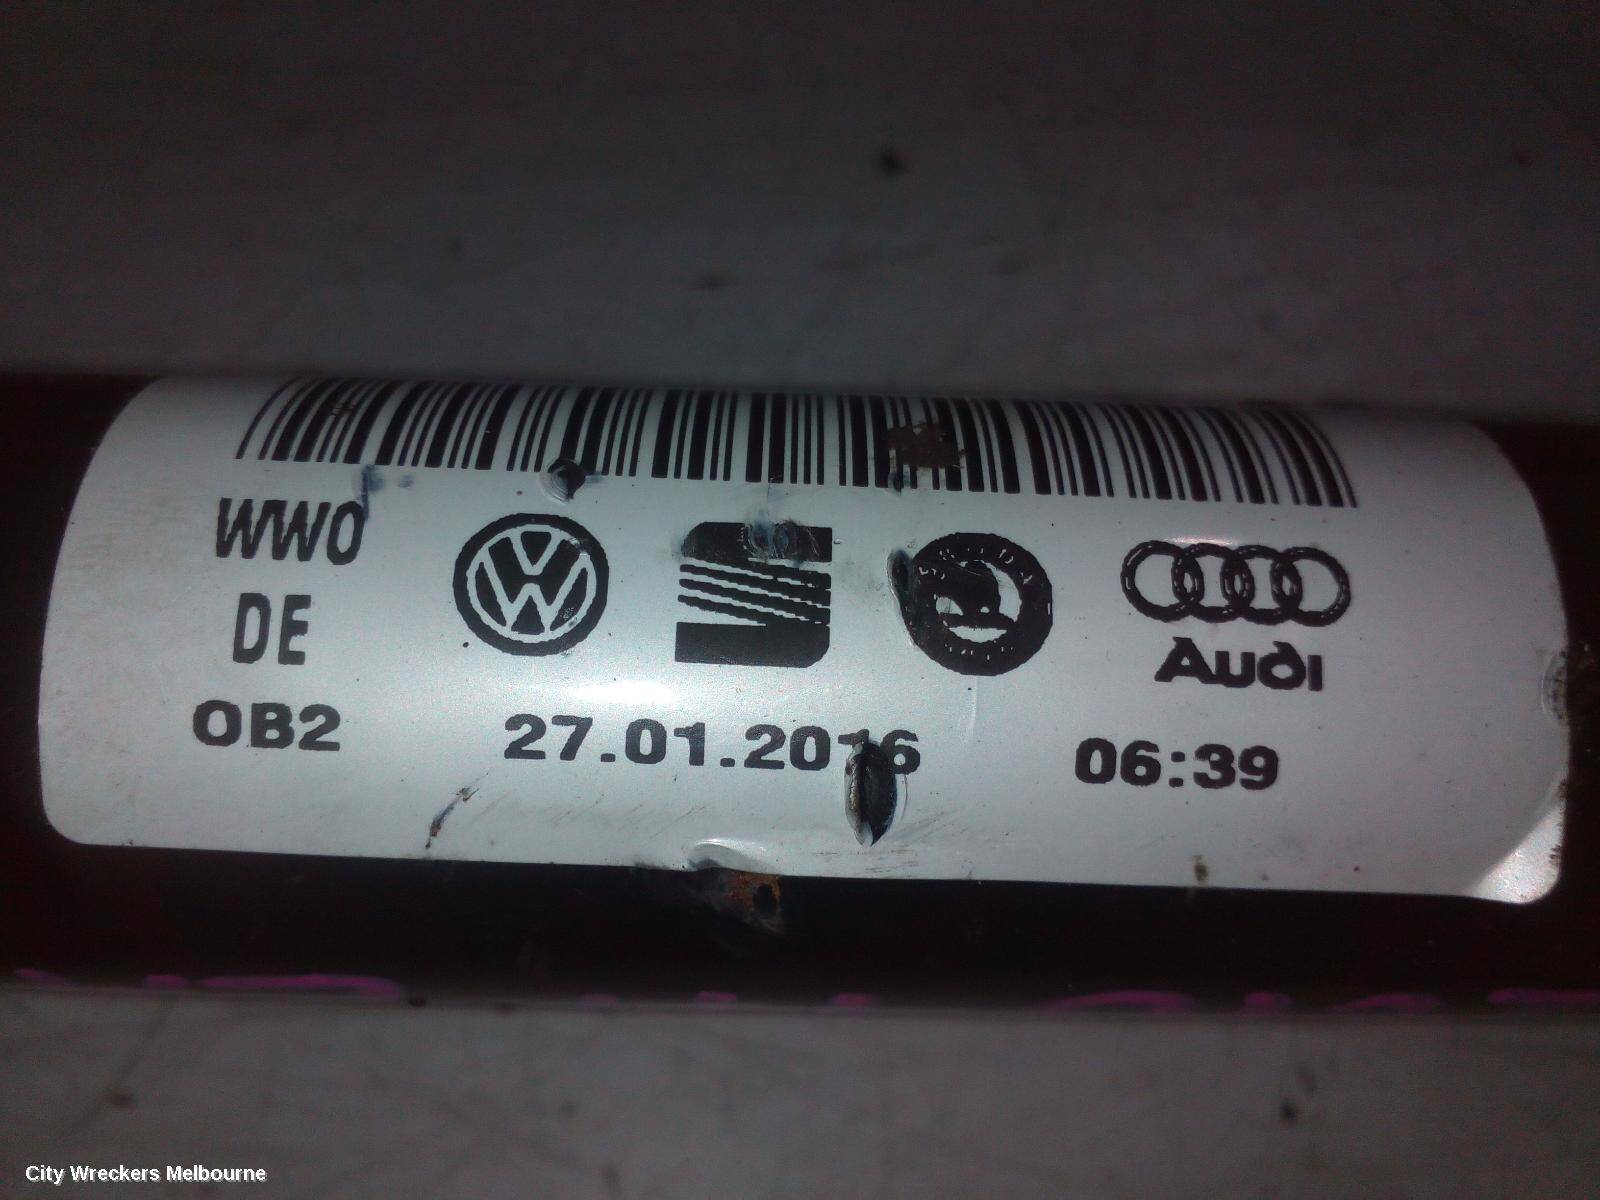 WWO
DE
OB2 27.01.2016 06:39
Audi
City Wreckers Melbourne